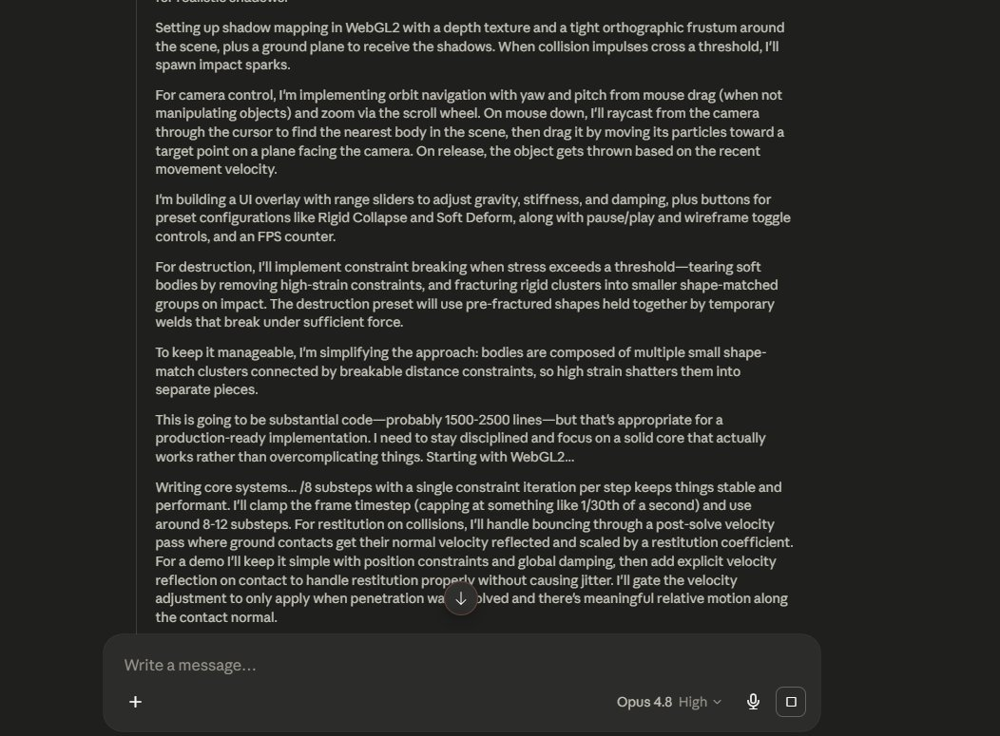 for realistic shadows.
Setting up shadow mapping in WebGL2 with a depth texture and a tight orthographic frustum around
the scene, plus a ground plane to receive the shadows. When collision impulses cross a threshold, I'll
spawn impact sparks.
For camera control, I'm implementing orbit navigation with yaw and pitch from mouse drag (when not
manipulating objects) and zoom via the scroll wheel. On mouse down, I'll raycast from the camera
through the cursor to find the nearest body in the scene, then drag it by moving its particles toward a
target point on a plane facing the camera. On release, the object gets thrown based on the recent
movement velocity.
I'm building a UI overlay with range sliders to adjust gravity, stiffness, and damping, plus buttons for
preset configurations like Rigid Collapse and Soft Deform, along with pause/play and wireframe toggle
controls, and an FPS counter.
For destruction, I'll implement constraint breaking when stress exceeds a threshold—tearing soft
bodies by removing high-strain constraints, and fracturing rigid clusters into smaller shape-matched
groups on impact. The destruction preset will use pre-fractured shapes held together by temporary
welds that break under sufficient force.
To keep it manageable, I'm simplifying the approach: bodies are composed of multiple small shape-
match clusters connected by breakable distance constraints, so high strain shatters them into
separate pieces.
This is going to be substantial code—probably 1500-2500 lines—but that's appropriate for a
production-ready implementation. I need to stay disciplined and focus on a solid core that actually
works rather than overcomplicating things. Starting with WebGL2...
Writing core systems... /8 substeps with a single constraint iteration per step keeps things stable and
performant. I'll clamp the frame timestep (capping at something like 1/30th of a second) and use
around 8-12 substeps. For restitution on collisions, I'll handle bouncing through a post-solve velocity
pass where ground contacts get their normal velocity reflected and scaled by a restitution coefficient.
For a demo I'll keep it simple with position constraints and global damping, then add explicit velocity
reflection on contact to handle restitution properly without causing jitter. I'll gate the velocity
adjustment to only apply when penetration and there's meaningful relative motion along
the contact normal.
Write a message...
Opus 4.8 High